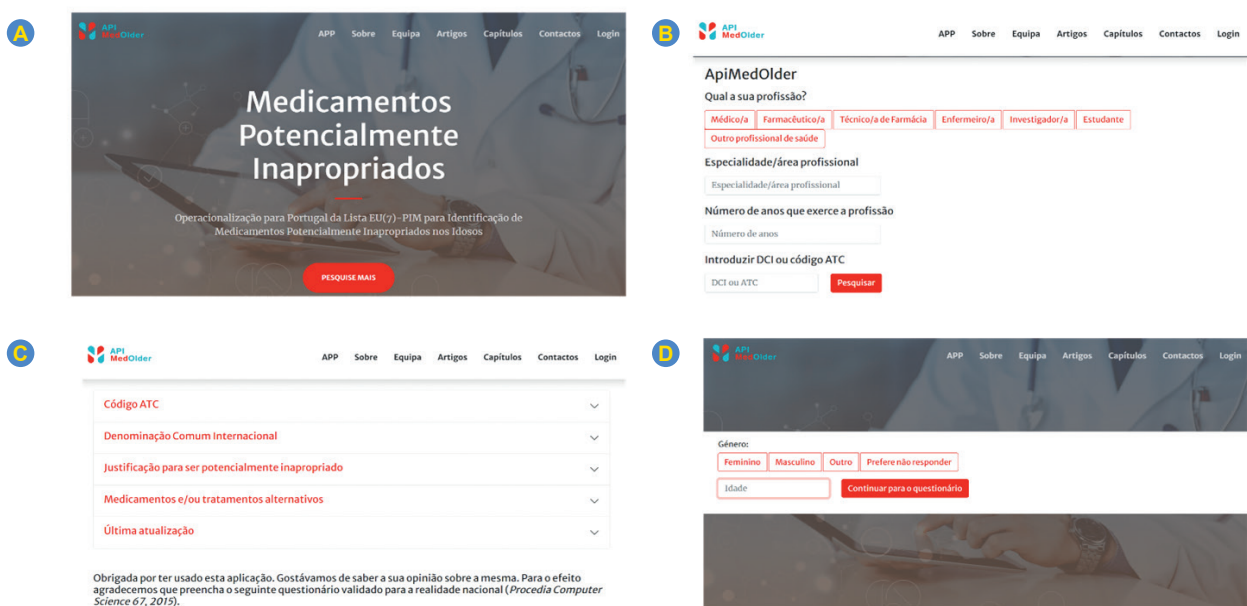 A
API
MedOlder
APP Sobre Equipa Artigos Capítulos Contactos Login
Medicamentos
Potencialmente
Inapropriados
Operacionalização para Portugal da Lista EU(7)-PIM para Identificação de
Medicamentos Potencialmente Inapropriados nos Idosos
PESQUISE MAIS
B
API
MedOlder
APP Sobre Equipa Artigos Capítulos Contactos Login
ApiMedOlder
Qual a sua profissão?
Médico/a Farmacêutico/a Técnico/a de Farmácia Enfermeiro/a Investigador/a Estudante
Outro profissional de saúde
Especialidade/área profissional
Especialidade/área profissional
Número de anos que exerce a profissão
Número de anos
Introduzir DCI ou código ATC
DCI ou ATC Pesquisar
C
API
MedOlder
APP Sobre Equipa Artigos Capítulos Contactos Login
Código ATC
Denominação Comum Internacional
Justificação para ser potencialmente inapropriado
Medicamentos e/ou tratamentos alternativos
Última atualização
Obrigada por ter usado esta aplicação. Gostávamos de saber a sua opinião sobre a mesma. Para o efeito
agradecemos que preencha o seguinte questionário validado para a realidade nacional (Procedia Computer
Science 67, 2015).
D
API
MedOlder
APP Sobre Equipa Artigos Capítulos Contactos Login
Género:
Feminino Masculino Outro Prefere não responder
Idade Continuar para o questionário